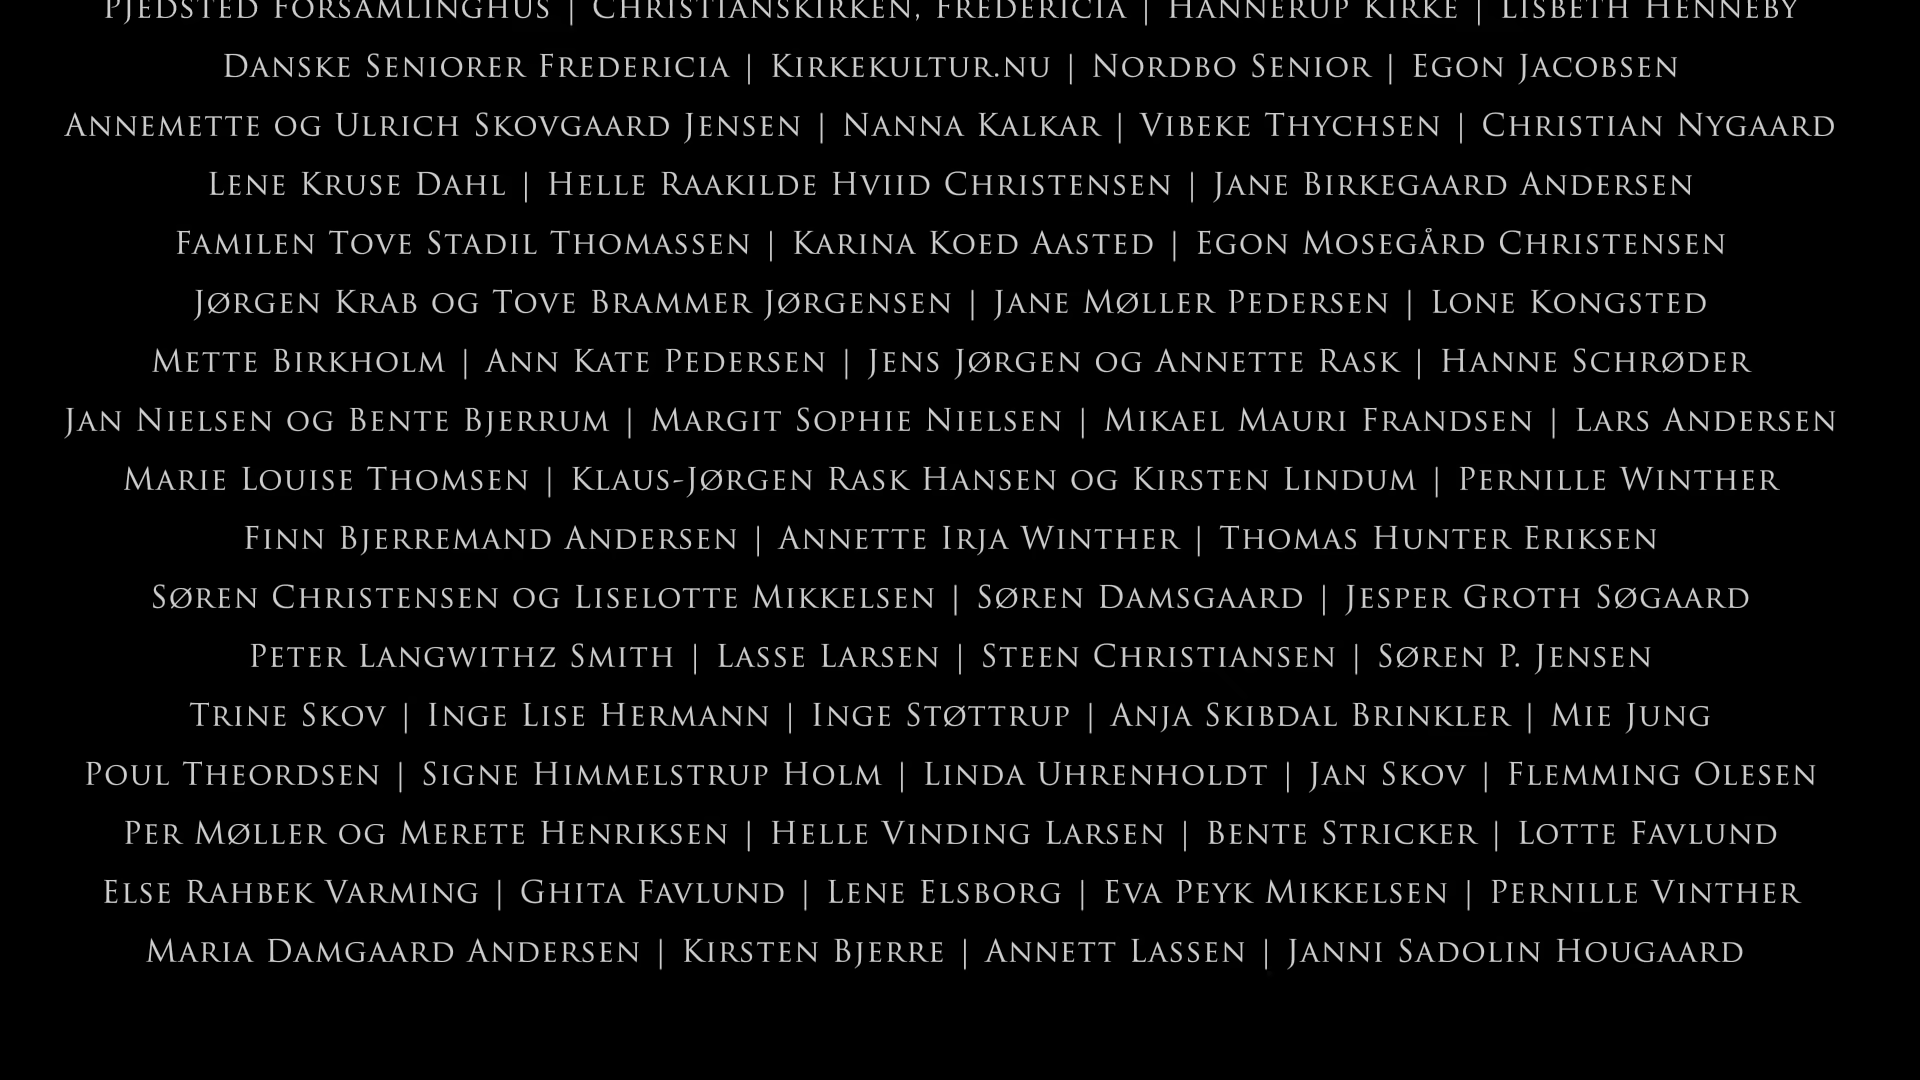 Pjedsted Forsamlinghus | Christianskirken, Fredericia | Hannerup Kirke | Lisbeth Henneby
Danske Seniorer Fredericia | Kirkekultur.nu | Nordbo Senior | Egon Jacobsen
Annemette og Ulrich Skovgaard Jensen | Nanna Kalkar | Vibeke Thychsen | Christian Nygaard
Lene Kruse Dahl | Helle Raakilde Hviid Christensen | Jane Birkegaard Andersen
Familen Tove Stadil Thomassen | Karina Koed Aasted | Egon Mosegård Christensen
Jørgen Krab og Tove Brammer Jørgensen | Jane Møller Pedersen | Lone Kongsted
Mette Birkholm | Ann Kate Pedersen | Jens Jørgen og Annette Rask | Hanne Schrøder
Jan Nielsen og Bente Bjerrum | Margit Sophie Nielsen | Mikael Mauri Frandsen | Lars Andersen
Marie Louise Thomsen | Klaus-Jørgen Rask Hansen og Kirsten Lindum | Pernille Winther
Finn Bjerremand Andersen | Annette Irja Winther | Thomas Hunter Eriksen
Søren Christensen og Liselotte Mikkelsen | Søren Damsgaard | Jesper Groth Søgaard
Peter Langwithz Smith | Lasse Larsen | Steen Christiansen | Søren P. Jensen
Trine Skov | Inge Lise Hermann | Inge Støttrup | Anja Skibdal Brinkler | Mie Jung
Poul Theordsen | Signe Himmelstrup Holm | Linda Uhrenholdt | Jan Skov | Flemming Olesen
Per Møller og Merete Henriksen | Helle Vinding Larsen | Bente Stricker | Lotte Favlund
Else Rahbek Varming | Ghita Favlund | Lene Elsborg | Eva Peyk Mikkelsen | Pernille Vinther
Maria Damgaard Andersen | Kirsten Bjerre | Annett Lassen | Janni Sadolin Hougaard